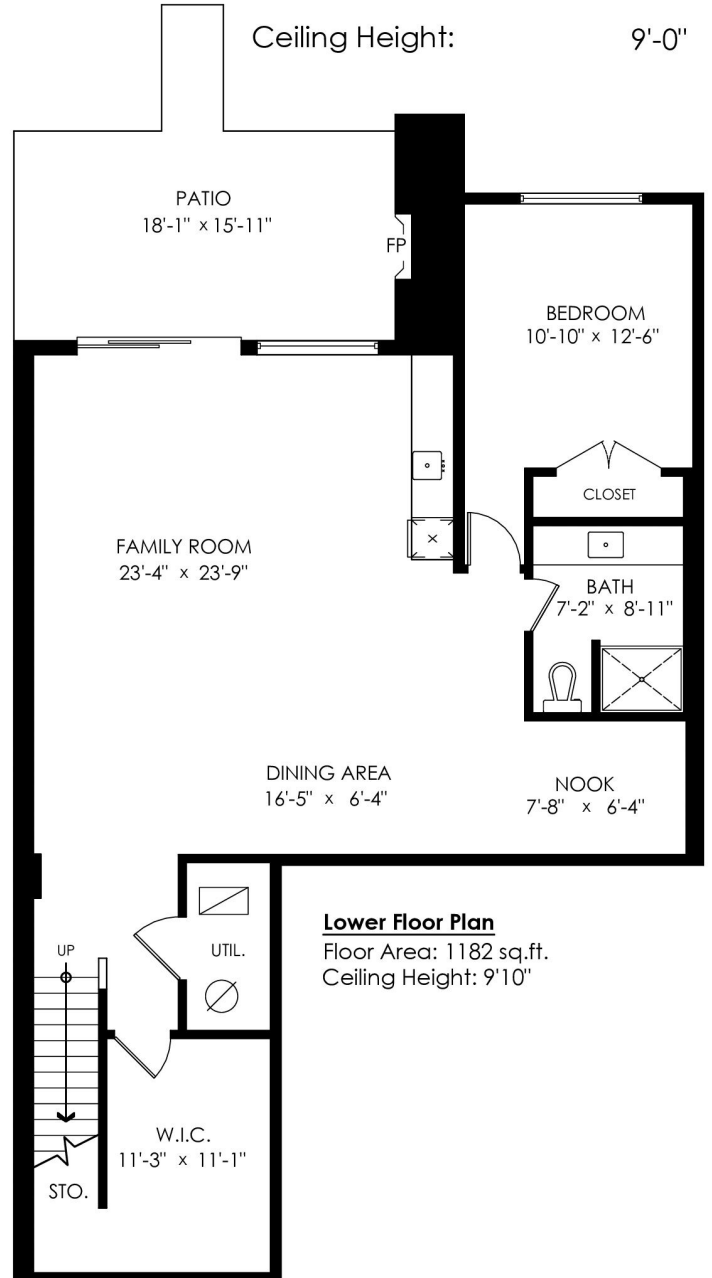 Ceiling Height: 9'-0"
PATIO
18'-1" x 15'-11"
FP
BEDROOM
10'-10" x 12'-6"
CLOSET
FAMILY ROOM
23'-4" x 23'-9"
BATH
7'-2" x 8'-11"
DINING AREA
16'-5" x 6'-4"
NOOK
7'-8" x 6'-4"
UP
UTIL.
Lower Floor Plan
Floor Area: 1182 sq.ft.
Ceiling Height: 9'10"
W.I.C.
11'-3" x 11'-1"
STO.